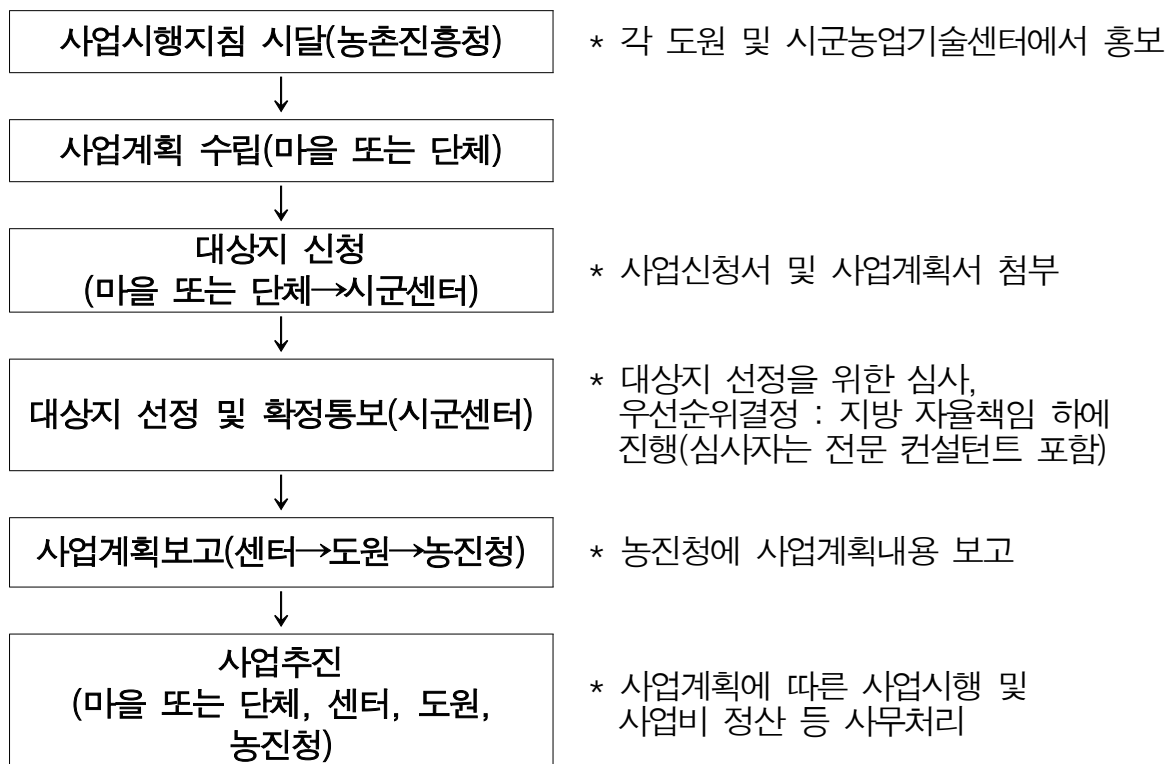 사업시행지침 시달(농촌진흥청)
* 각 도원 및 시군농업기술센터에서 홍보
↓
사업계획 수립(마을 또는 단체)
↓
대상지 신청
(마을 또는 단체→시군센터)
* 사업신청서 및 사업계획서 첨부
↓
대상지 선정 및 확정통보(시군센터)
* 대상지 선정을 위한 심사,
우선순위결정 : 지방 자율책임 하에
진행(심사자는 전문 컨설턴트 포함)
↓
사업계획보고(센터→도원→농진청)
* 농진청에 사업계획내용 보고
↓
사업추진
(마을 또는 단체, 센터, 도원,
농진청)
* 사업계획에 따른 사업시행 및
사업비 정산 등 사무처리